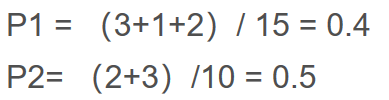 P1 = （3+1+2）/ 15 = 0.4
P2= （2+3）/10 = 0.5